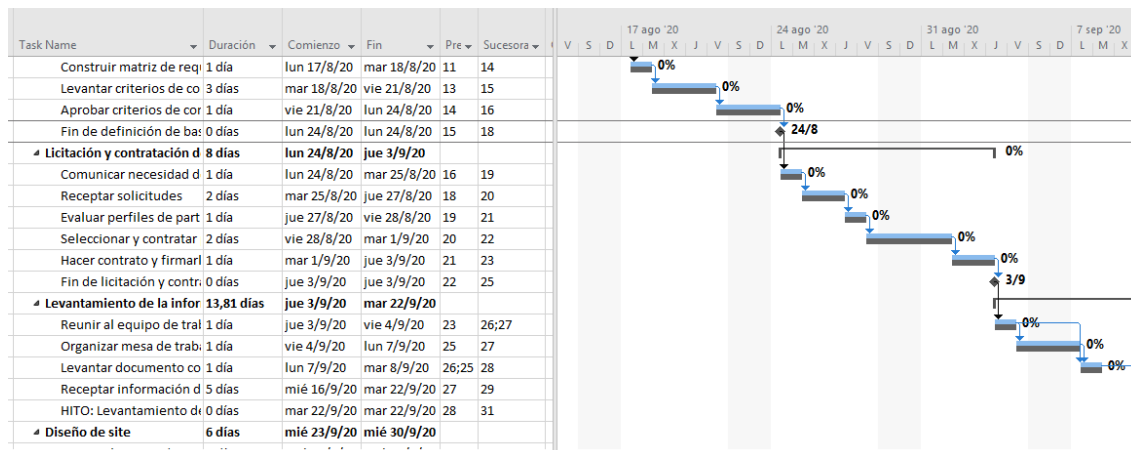 17 ago '20 24 ago '20 31 ago '20 7 sep '20
Task Name Duración Comienzo Fin Pre Sucesora V S D L M X J V S D L M X J V S D L M X J V S D L M X
Construir matriz de 1 día lun 17/8/20 mar 18/8/20 11 14 0%
Levantar criterios de co 3 días mar 18/8/20 vie 21/8/20 13 15 0%
Aprobar criterios de cor 1 día vie 21/8/20 lun 24/8/20 14 16 0%
Fin de definición de 0 días lun 24/8/20 lun 24/8/20 15 18 24/8
Licitación y contratación d 8 días lun 24/8/20 jue 3/9/20 0%
Comunicar necesidad d 1 día lun 24/8/20 mar 25/8/20 16 19 0%
Receptar solicitudes 2 días mar 25/8/20 jue 27/8/20 18 20 0%
Evaluar perfiles de part 1 día jue 27/8/20 vie 28/8/20 19 21 0%
Seleccionar y contratar 2 días vie 28/8/20 mar 1/9/20 20 22 0%
Hacer contrato y firmarl 1 día mar 1/9/20 jue 3/9/20 21 23 0%
Fin de licitación y contra 0 días jue 3/9/20 jue 3/9/20 22 25 3/9
Levantamiento de la infor 13,81 días jue 3/9/20 mar 22/9/20
Reunir al equipo de tral 1 día jue 3/9/20 vie 4/9/20 23 26;27 0%
Organizar mesa de traba 1 día vie 4/9/20 lun 7/9/20 25 27 0%
Levantar documento co 1 día lun 7/9/20 mar 8/9/20 26;25 28 0%
Receptar información d 5 días mié 16/9/20 mar 22/9/20 27 29
HITO: Levantamiento de 0 días mar 22/9/20 mar 22/9/20 28 31
Diseño de site 6 días mié 23/9/20 mié 30/9/20